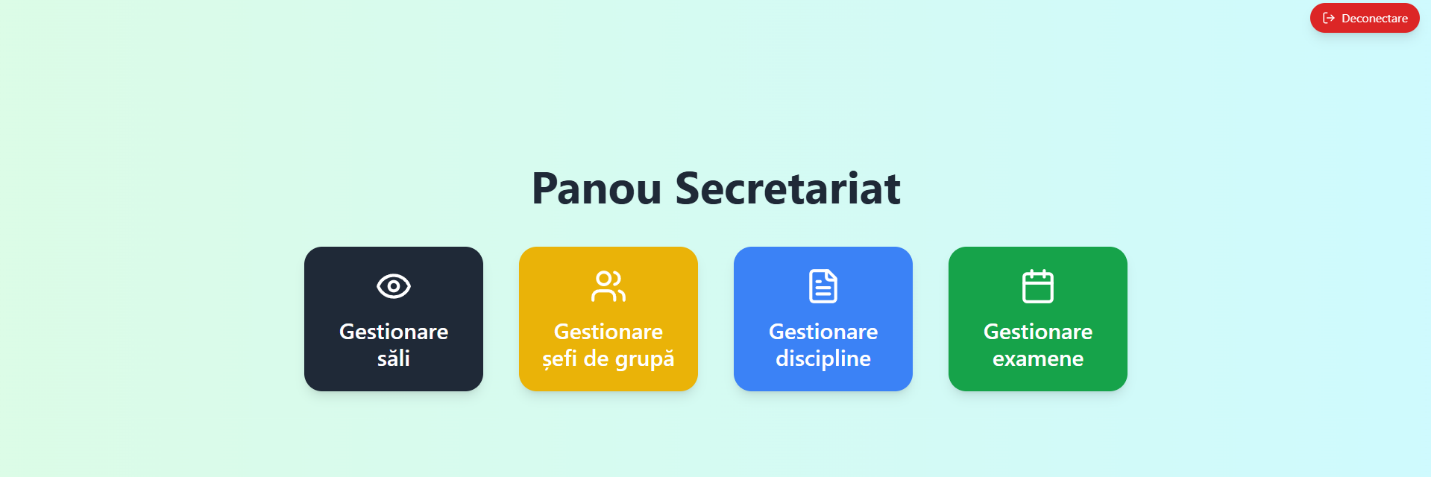 Deconectare
Panou Secretariat
Gestionare
săli
Gestionare
șefi de grupă
Gestionare
discipline
Gestionare
examene